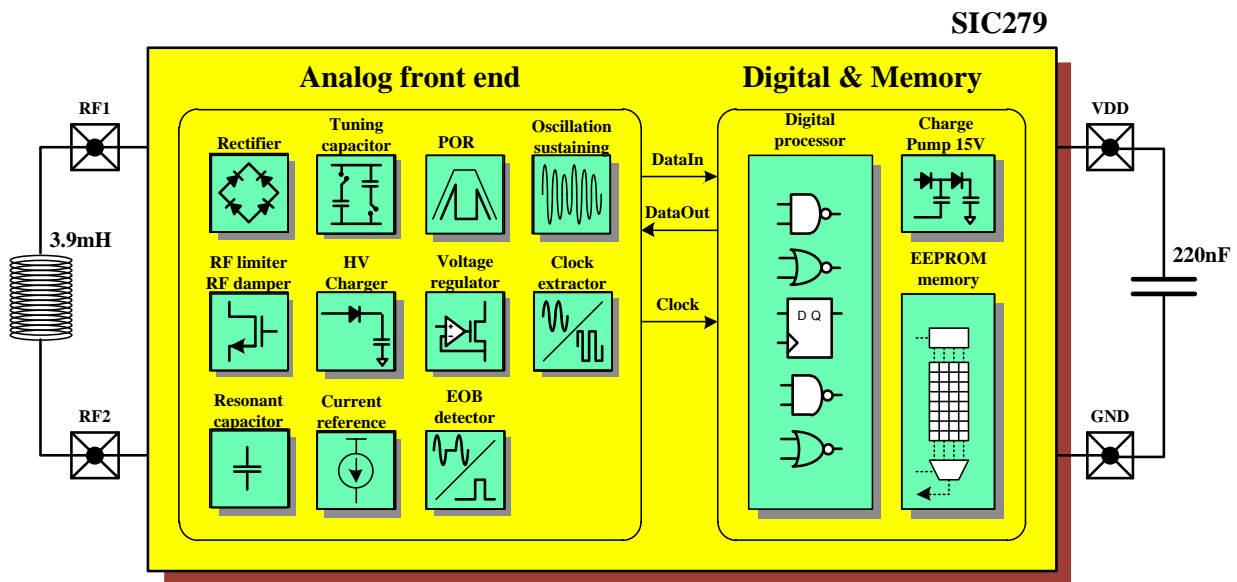 SIC279
Analog front end
Digital & Memory
RF1
RF2
3.9mH
Rectifier
Tuning
capacitor
POR
Oscillation
sustaining
RF limiter
RF damper
HV
Charger
Voltage
regulator
Clock
extractor
Resonant
capacitor
Current
reference
EOB
detector
DataIn
DataOut
Clock
Digital
processor
D Q
Charge
Pump 15V
EEPROM
memory
VDD
GND
220nF